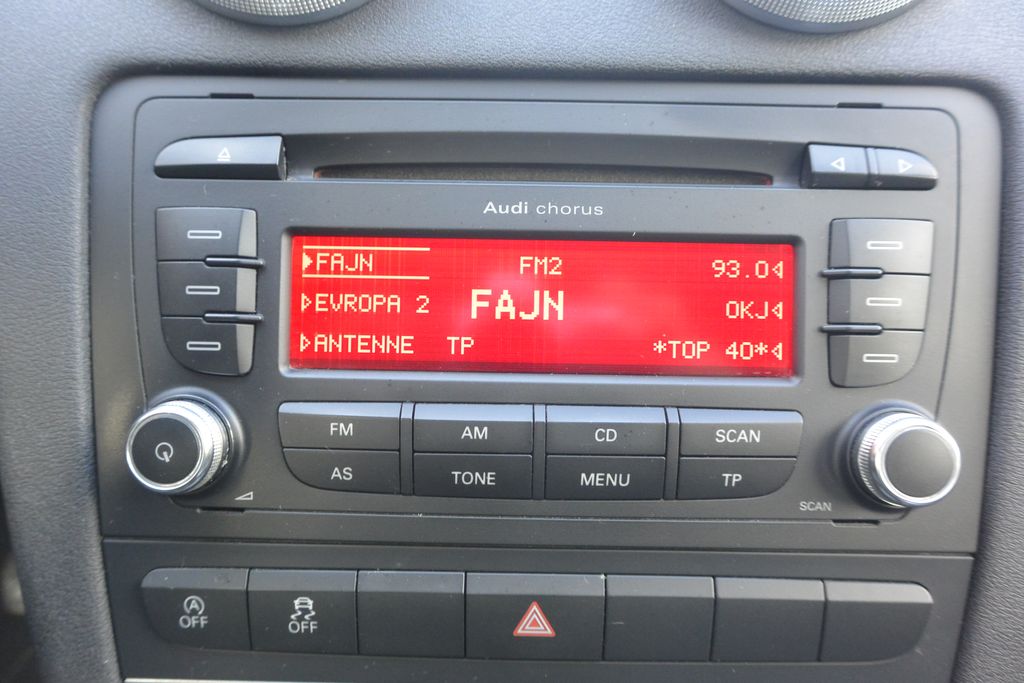 Audi chorus
FAJN FM2 93.0
EVROPA 2 FAJN OKJ
ANTENNE TP *TOP 40*
FM AM CD SCAN
AS TONE MENU TP
SCAN
A OFF OFF